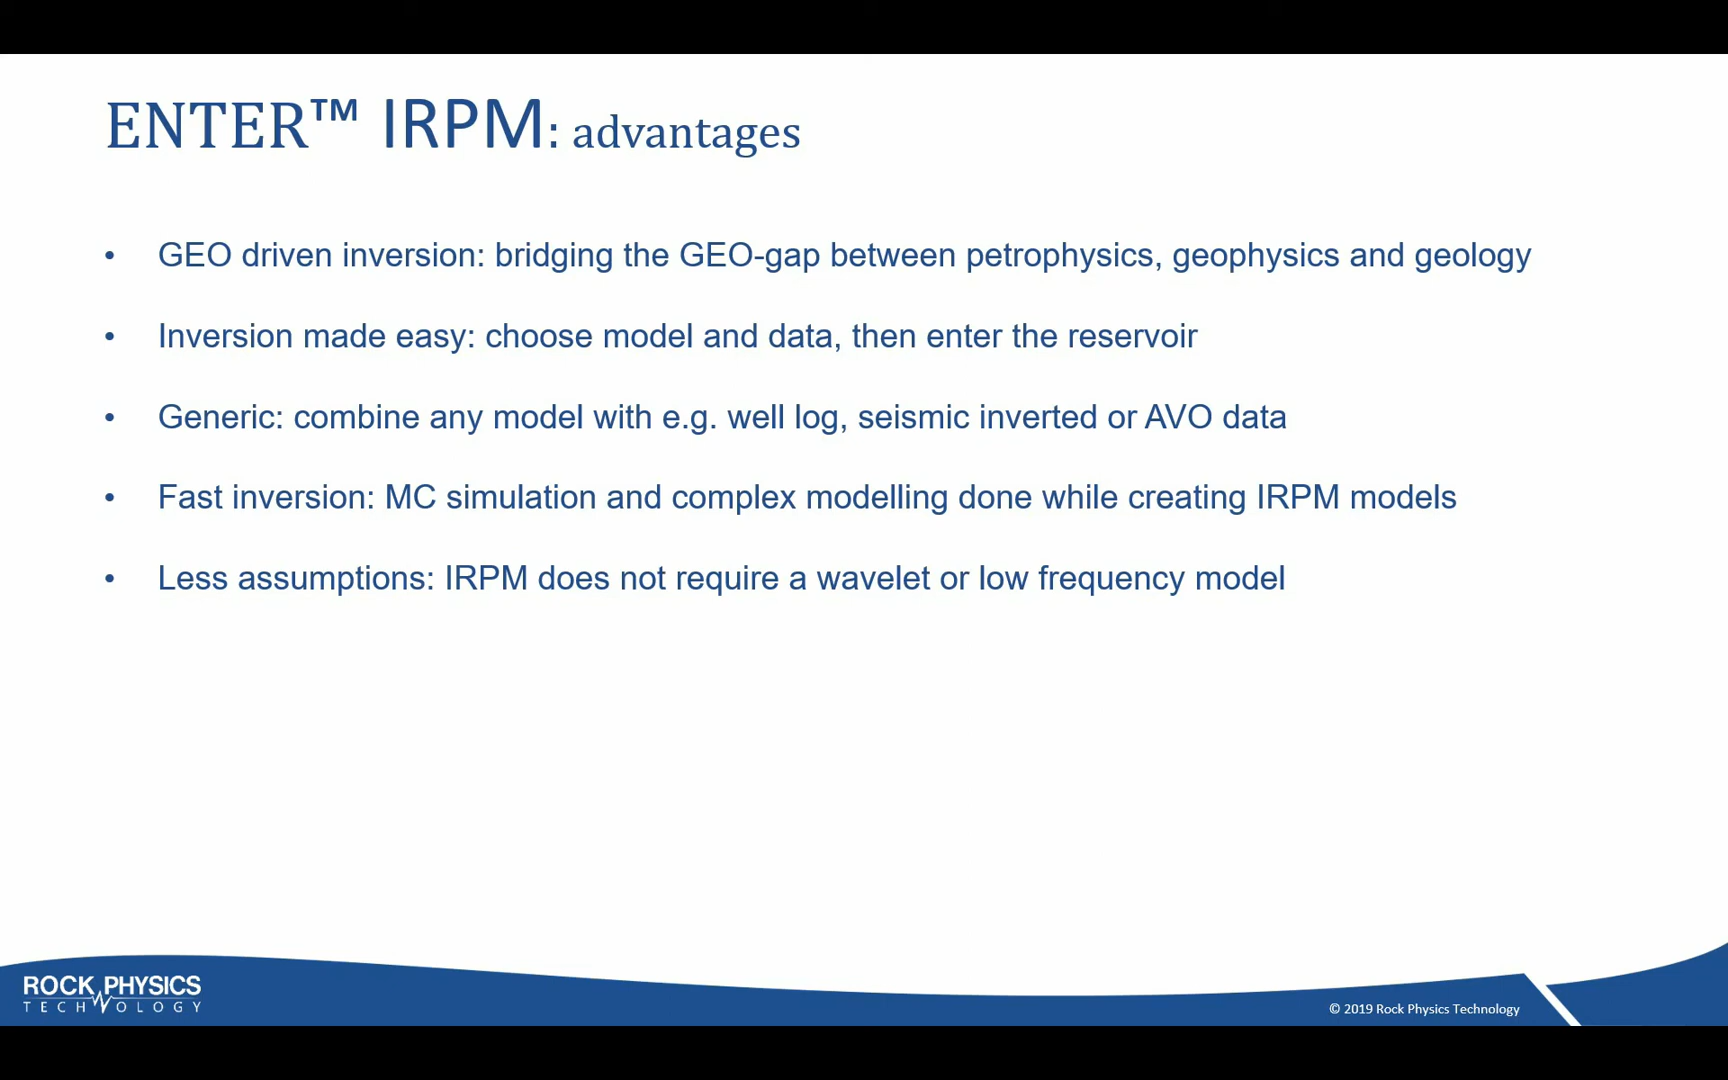 ENTER™ IRPM: advantages
• GEO driven inversion: bridging the GEO-gap between petrophysics, geophysics and geology
• Inversion made easy: choose model and data, then enter the reservoir
• Generic: combine any model with e.g. well log, seismic inverted or AVO data
• Fast inversion: MC simulation and complex modelling done while creating IRPM models
• Less assumptions: IRPM does not require a wavelet or low frequency model
ROCK PHYSICS
TECHNOLOGY
© 2019 Rock Physics Technology